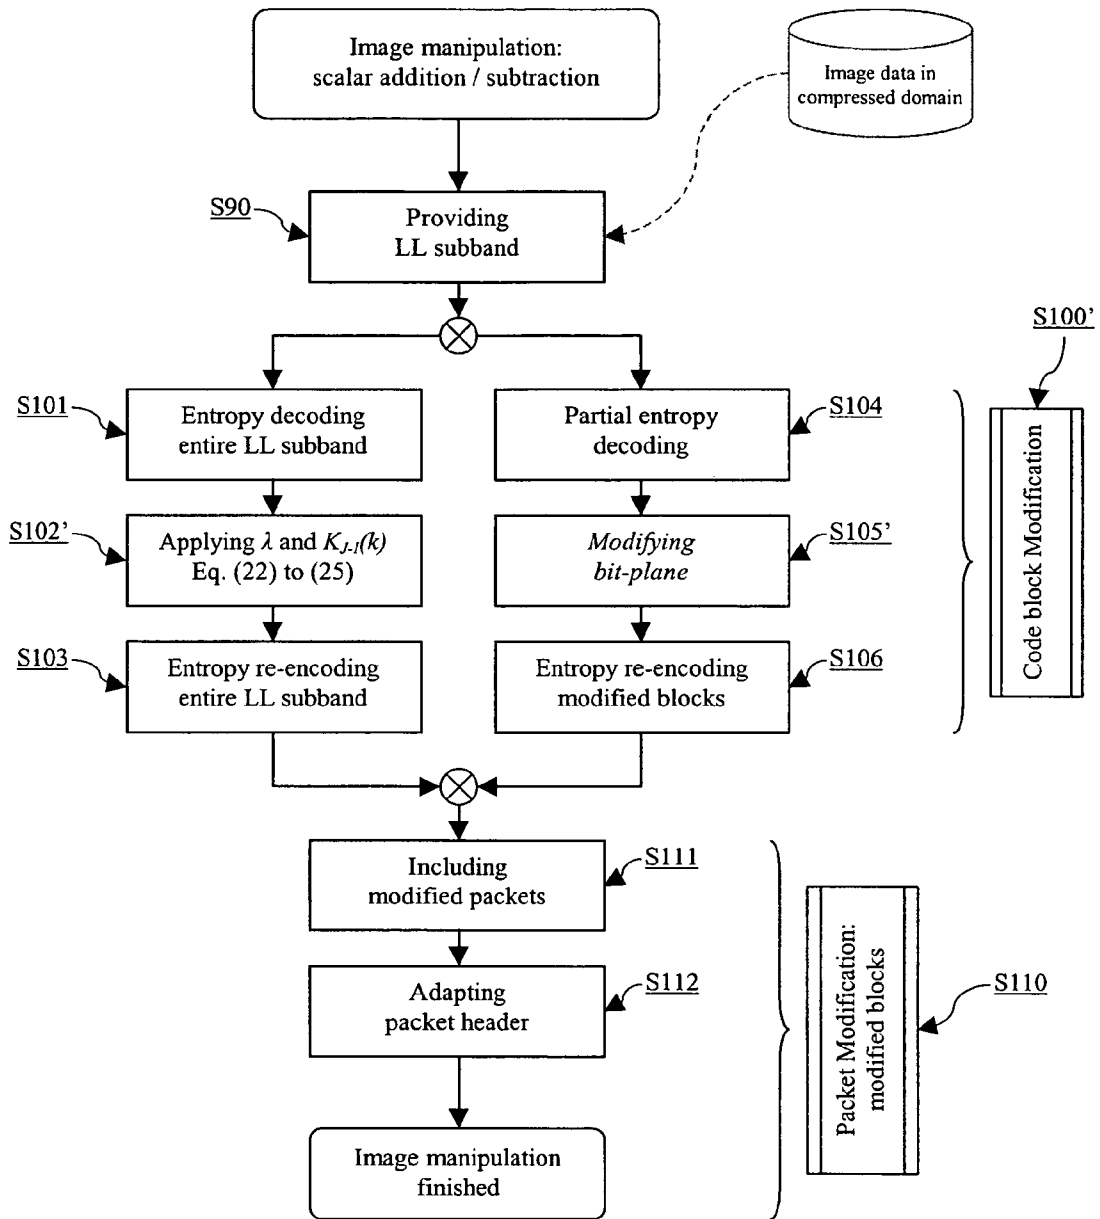 Image manipulation:
scalar addition / subtraction
Image data in
compressed domain
S90
Providing
LL subband
S100’
S101
Entropy decoding
entire LL subband
Partial entropy
decoding
S104
S102’
Applying λ and K_{J-1}(k)
Eq. (22) to (25)
Modifying
bit-plane
S105’
S103
Entropy re-encoding
entire LL subband
Entropy re-encoding
modified blocks
S106
Code block Modification
Including
modified packets
S111
Adapting
packet header
S112
Packet Modification:
modified blocks
S110
Image manipulation
finished